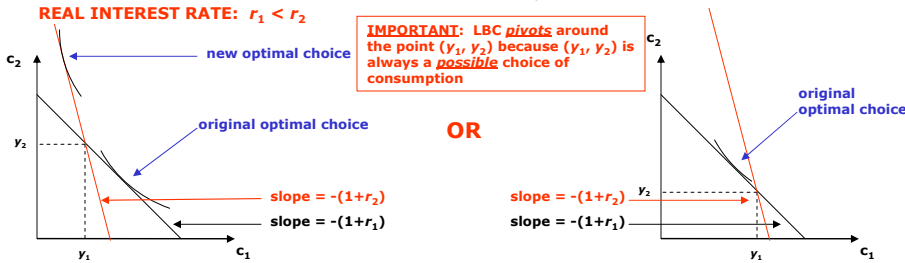 REAL INTEREST RATE: r₁ < r₂
IMPORTANT: LBC pivots around
the point (y₁, y₂) because (y₁, y₂) is
always a possible choice of
consumption
c₂
new optimal choice
original optimal choice
y₂
slope = -(1+r₂)
slope = -(1+r₁)
y₁
c₁
OR
c₂
original
optimal choice
y₂
slope = -(1+r₂)
slope = -(1+r₁)
y₁
c₁